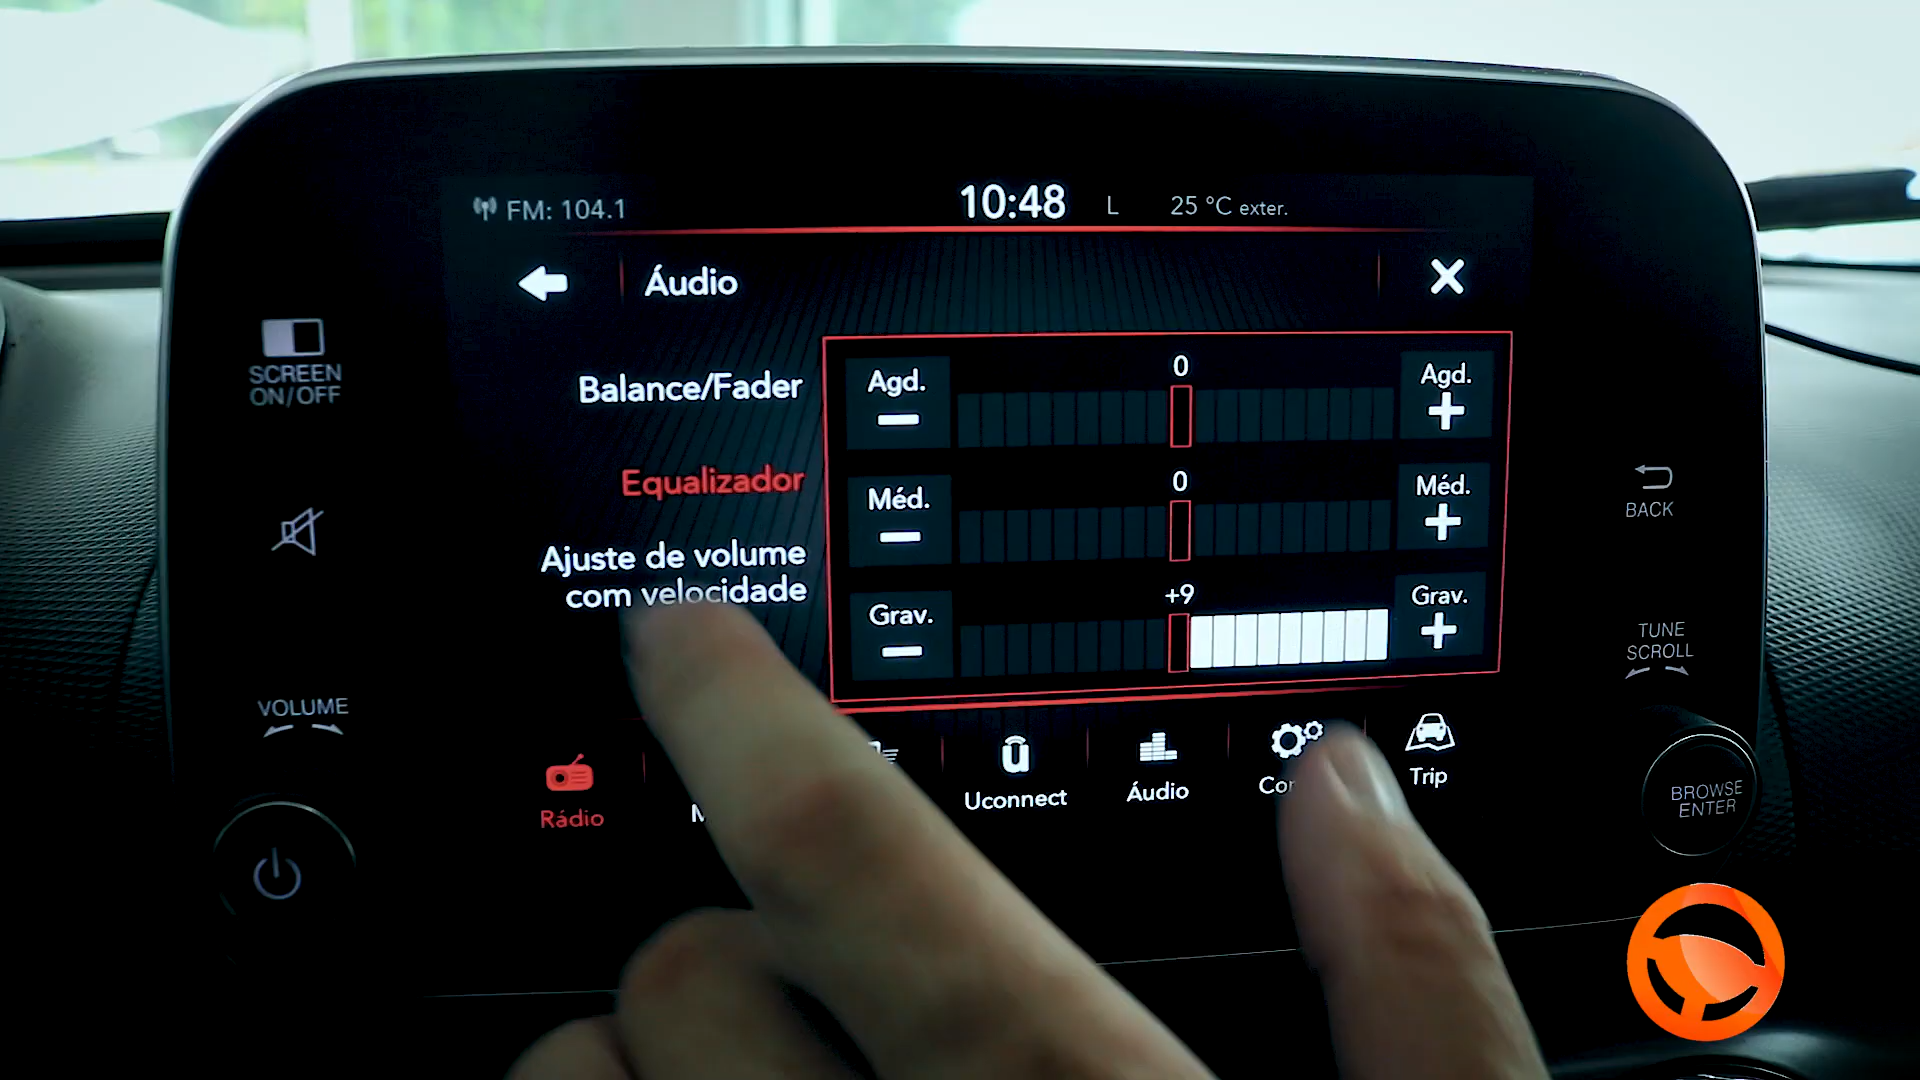 FM: 104.1
10:48
L
25 °C exter.
Áudio
SCREEN
ON/OFF
Balance/Fader
Equalizador
Ajuste de volume
com velocidade
Agd.
0
Agd.
Méd.
0
Méd.
Grav.
+9
Grav.
BACK
TUNE
SCROLL
VOLUME
Rádio
Uconnect
Áudio
Trip
BROWSE
ENTER